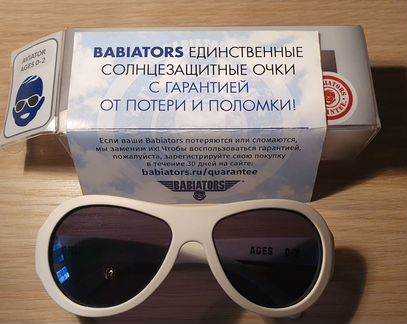 AVIATOR
AGES 0-2
BABIATORS ЕДИНСТВЕННЫЕ
СОЛНЦЕЗАЩИТНЫЕ ОЧКИ
С ГАРАНТИЕЙ
ОТ ПОТЕРИ И ПОЛОМКИ!
BABIATORS
GUARANTEE
Если ваши Babiators потеряются или сломаются,
мы заменим их! Чтобы воспользоваться гарантией,
пожалуйста, зарегистрируйте свою покупку
в течение 30 дней на сайте:
babiators.ru/quarantee
BABIATORS
AGES 0-2